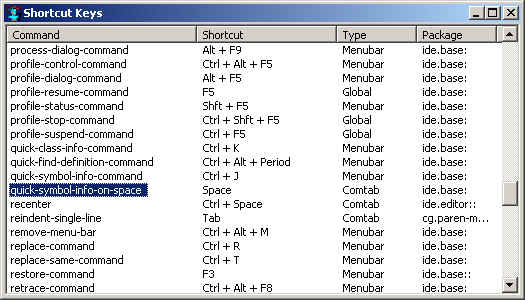 Shortcut Keys
Command Shortcut Type Package
process-dialog-command Alt + F9 Menubar ide.base:
profile-control-command Ctrl + Alt + F5 Menubar ide.base:
profile-dialog-command Alt + F5 Menubar ide.base:
profile-resume-command F5 Global ide.base:
profile-status-command Shft + F5 Menubar ide.base:
profile-stop-command Ctrl + Shft + F5 Global ide.base:
profile-suspend-command Ctrl + F5 Global ide.base:
quick-class-info-command Ctrl + K Menubar ide.base:
quick-find-definition-command Ctrl + Alt + Period Menubar ide.base:
quick-symbol-info-command Ctrl + J Menubar ide.base:
quick-symbol-info-on-space Space Comtab ide.base:
recenter Ctrl + Space Comtab ide.editor::
reindent-single-line Tab Comtab cg.paren-m...
remove-menu-bar Ctrl + Alt + M Menubar ide.base:
replace-command Ctrl + R Menubar ide.base:
replace-same-command Ctrl + T Menubar ide.base:
restore-command F3 Menubar ide.base::
retrace-command Ctrl + Alt + F8 Menubar ide.base: